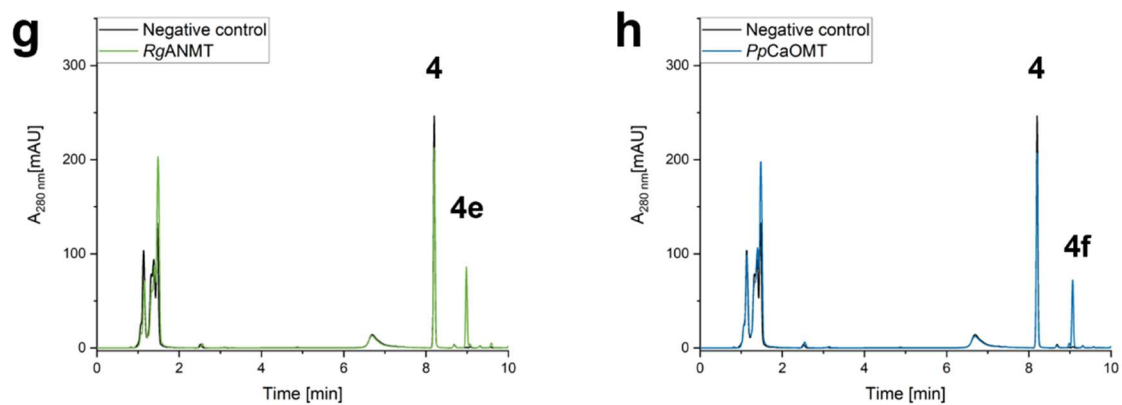 g
Negative control
RgANMT
300
200
100
0
A280 nm[mAU]
4
4e
0 2 4 6 8 10
Time [min]
h
Negative control
PpCaOMT
300
200
100
0
A280 nm[mAU]
4
4f
0 2 4 6 8 10
Time [min]